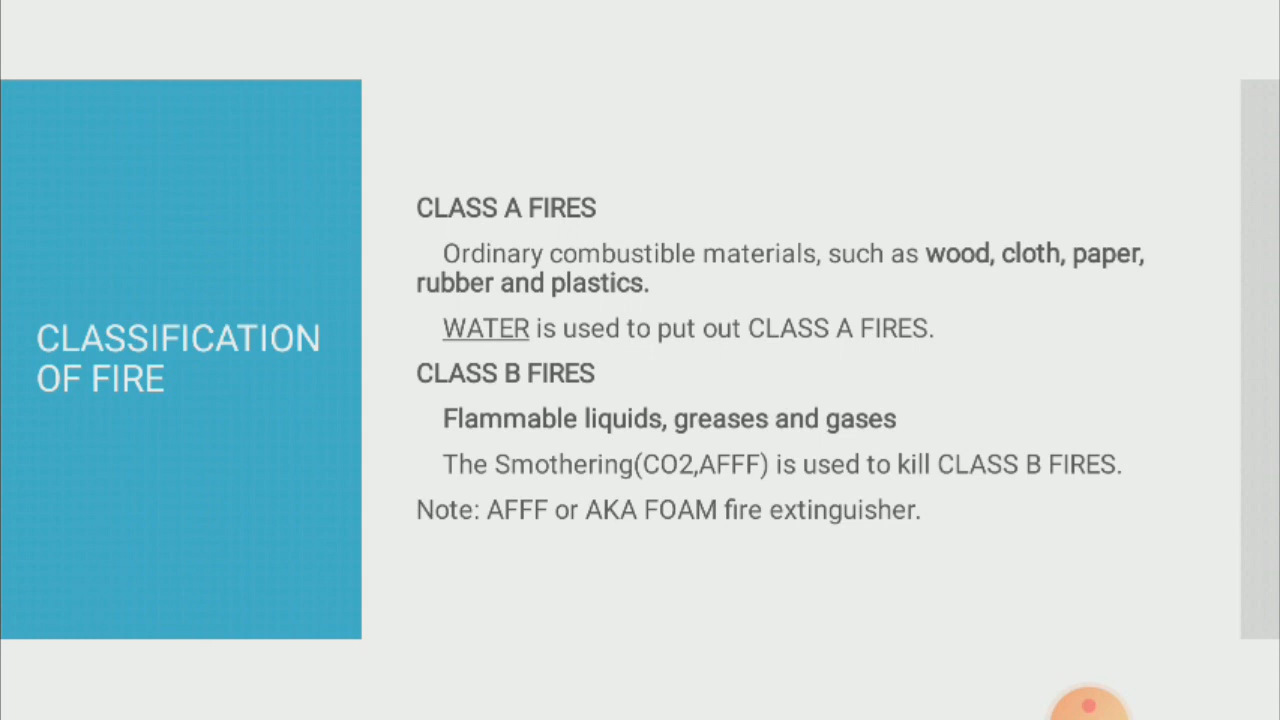 CLASSIFICATION
OF FIRE
CLASS A FIRES
Ordinary combustible materials, such as wood, cloth, paper,
rubber and plastics.
WATER is used to put out CLASS A FIRES.
CLASS B FIRES
Flammable liquids, greases and gases
The Smothering(CO2,AFFF) is used to kill CLASS B FIRES.
Note: AFFF or AKA FOAM fire extinguisher.